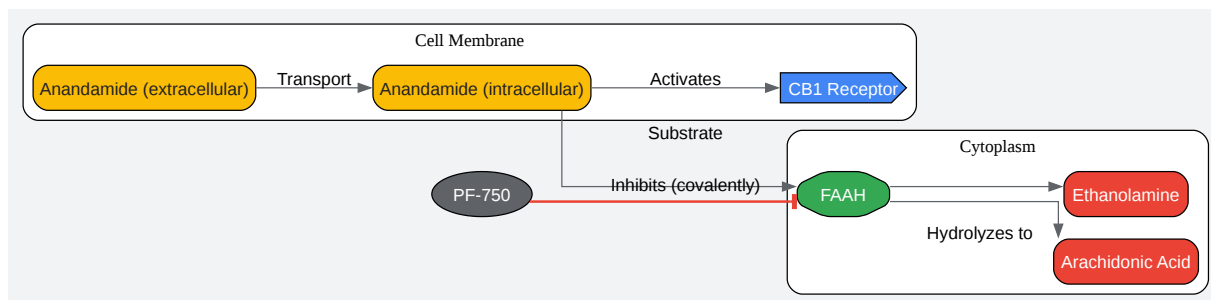 Cell Membrane
Anandamide (extracellular)
Transport
Anandamide (intracellular)
Activates
CB1 Receptor
Substrate
Cytoplasm
PF-750
Inhibits (covalently)
FAAH
Ethanolamine
Hydrolyzes to
Arachidonic Acid